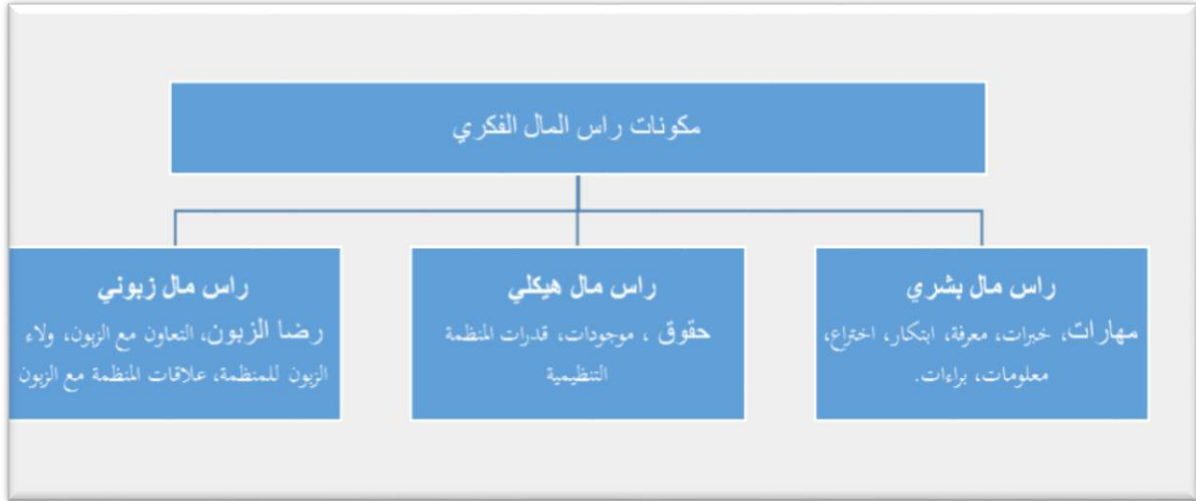 مكونات راس المال الفكري
راس مال بشري
مهارات، خبرات، معرفة، ابتكار، اختراع،
معلومات، براءات.
راس مال هيكلي
حقوق ، موجودات، قدرات المنظمة
التنظيمية
راس مال زبوني
رضا الزبون، التعاون مع الزبون، ولاء
الزبون للمنظمة، علاقات المنظمة مع الزبون